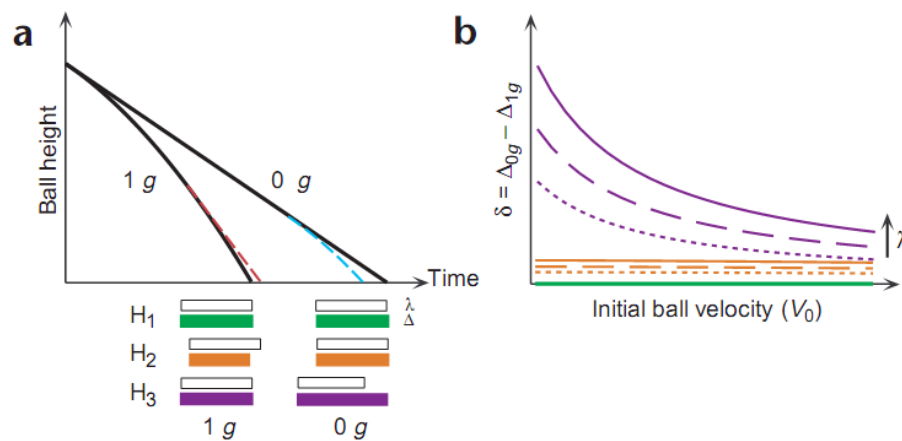 a
Ball height
1 g
0 g
Time
H1
λ
Δ
H2
H3
1 g
0 g
b
δ = Δ0g − Δ1g
λ
Initial ball velocity (V0)